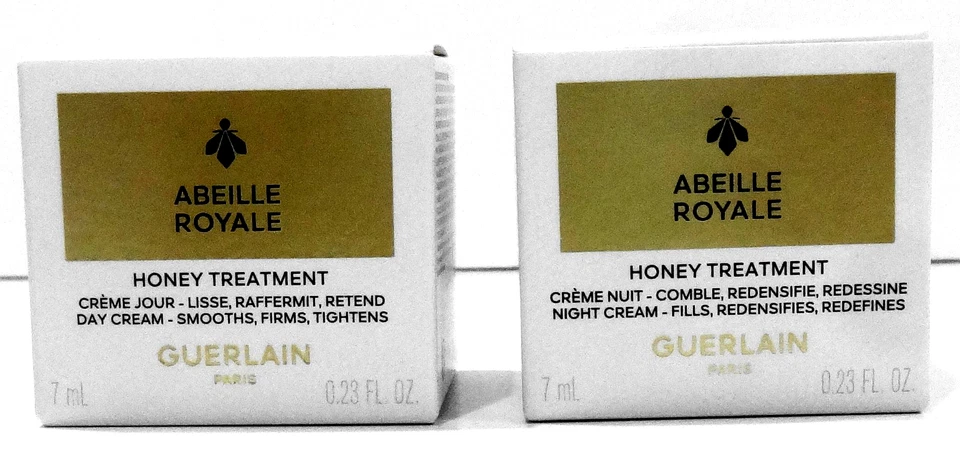 ABEILLE
ROYALE
HONEY TREATMENT
CRÈME JOUR - LISSE, RAFFERMIT, RETEND
DAY CREAM - SMOOTHS, FIRMS, TIGHTENS
GUERLAIN
PARIS
7 mL
0.23 FL. OZ.
ABEILLE
ROYALE
HONEY TREATMENT
CRÈME NUIT - COMBLE, REDENSIFIE, REDESSINE
NIGHT CREAM - FILLS, REDENSIFIES, REDEFINES
GUERLAIN
PARIS
7 mL
0.23 FL. OZ.